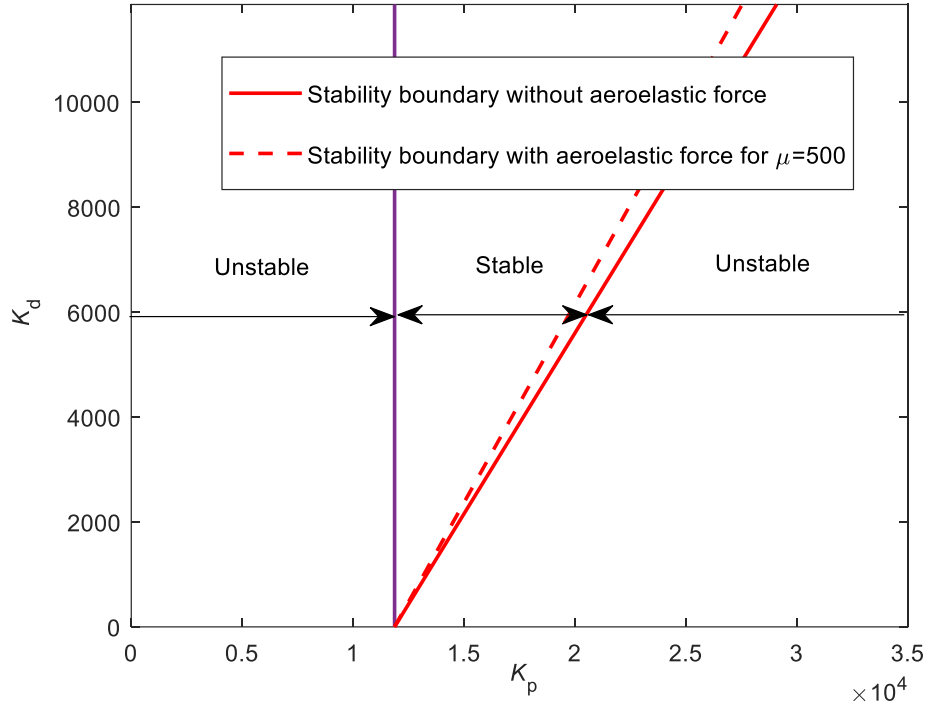 10000
8000
6000
4000
2000
0
K_d
Stability boundary without aeroelastic force
Stability boundary with aeroelastic force for μ=500
Unstable
Stable
Unstable
0
0.5
1
1.5
2
2.5
3
3.5
K_p
×10^4